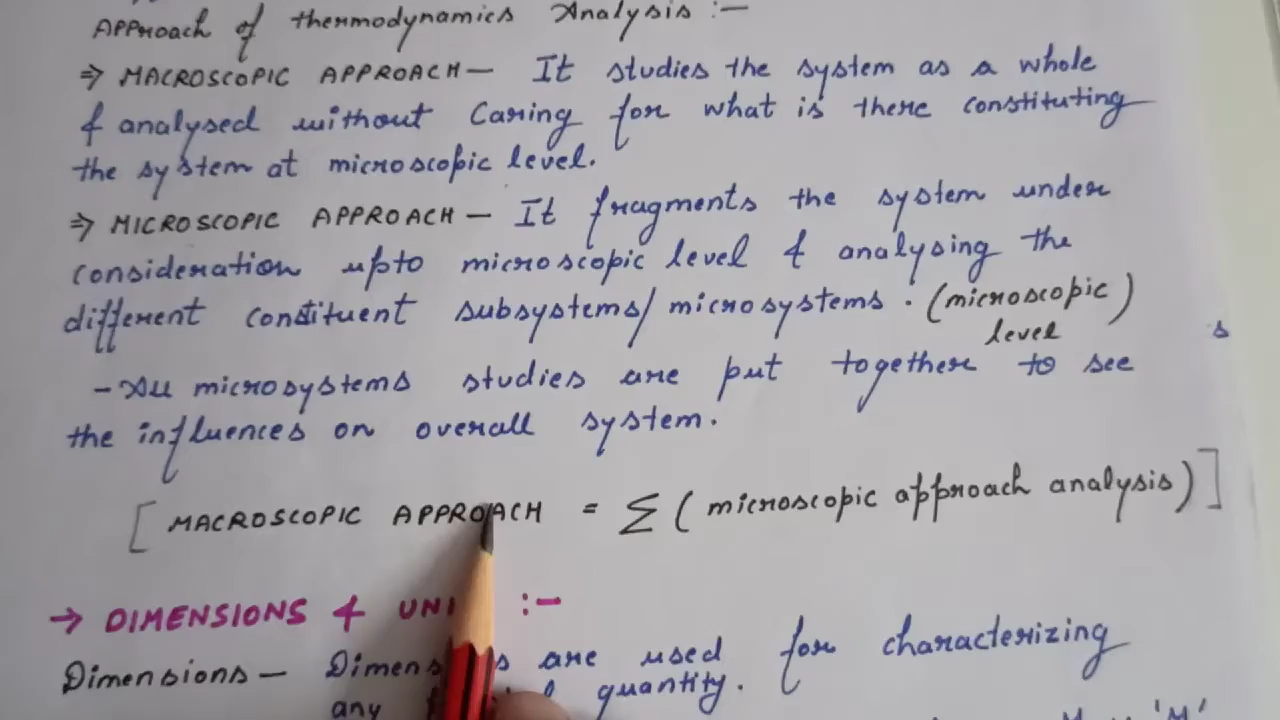 Approach of thermodynamics Analysis :-
⇒ MACROSCOPIC APPROACH - It studies the system as a whole
& analysed without caring for what is there constituting
the system at microscopic level.
⇒ MICROSCOPIC APPROACH - It fragments the system under
consideration upto microscopic level & analysing the
different constituent subsystems/microsystems. (microscopic level)
s
- All microsystems studies are put together to see
the influences on overall system.
[MACROSCOPIC APPROACH = Σ (microscopic approach analysis)]
→ DIMENSIONS & :-
Dimensions - are used for characterizing
any quantity.
'M'